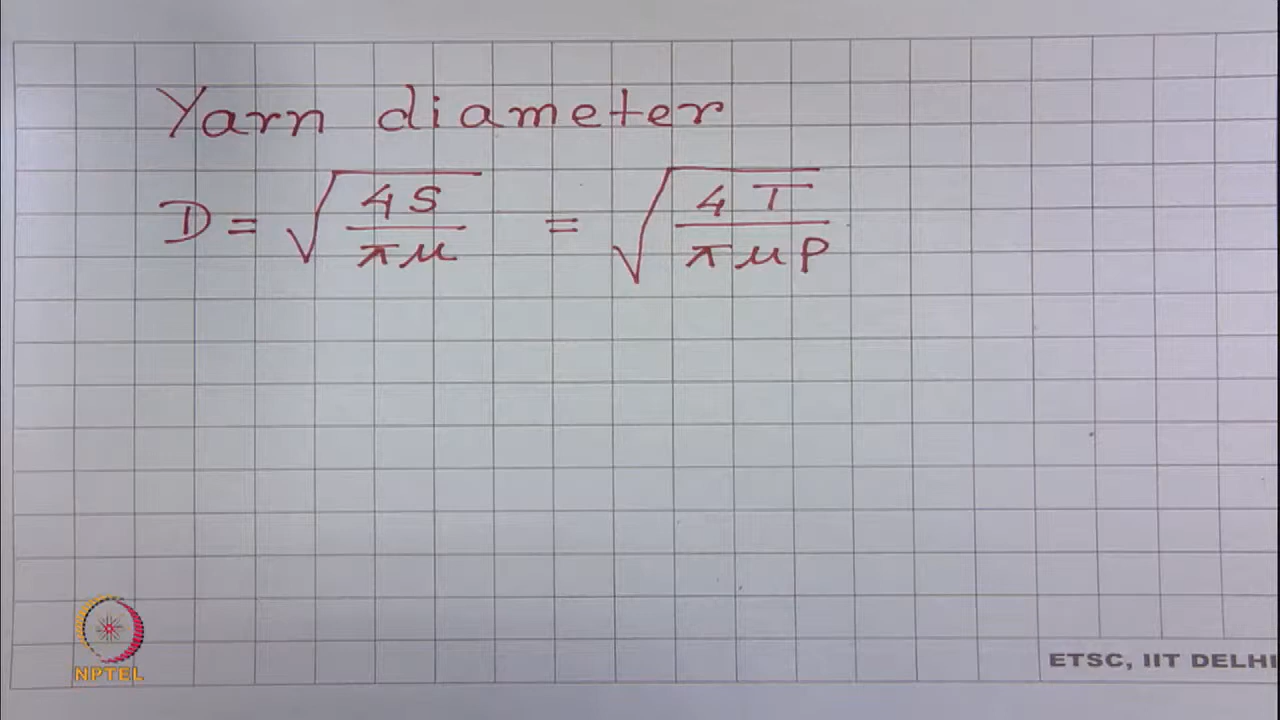 Yarn diameter
D = √(4S / πμ) = √(4T / πμρ)
NPTEL
ETSC, IIT DELHI